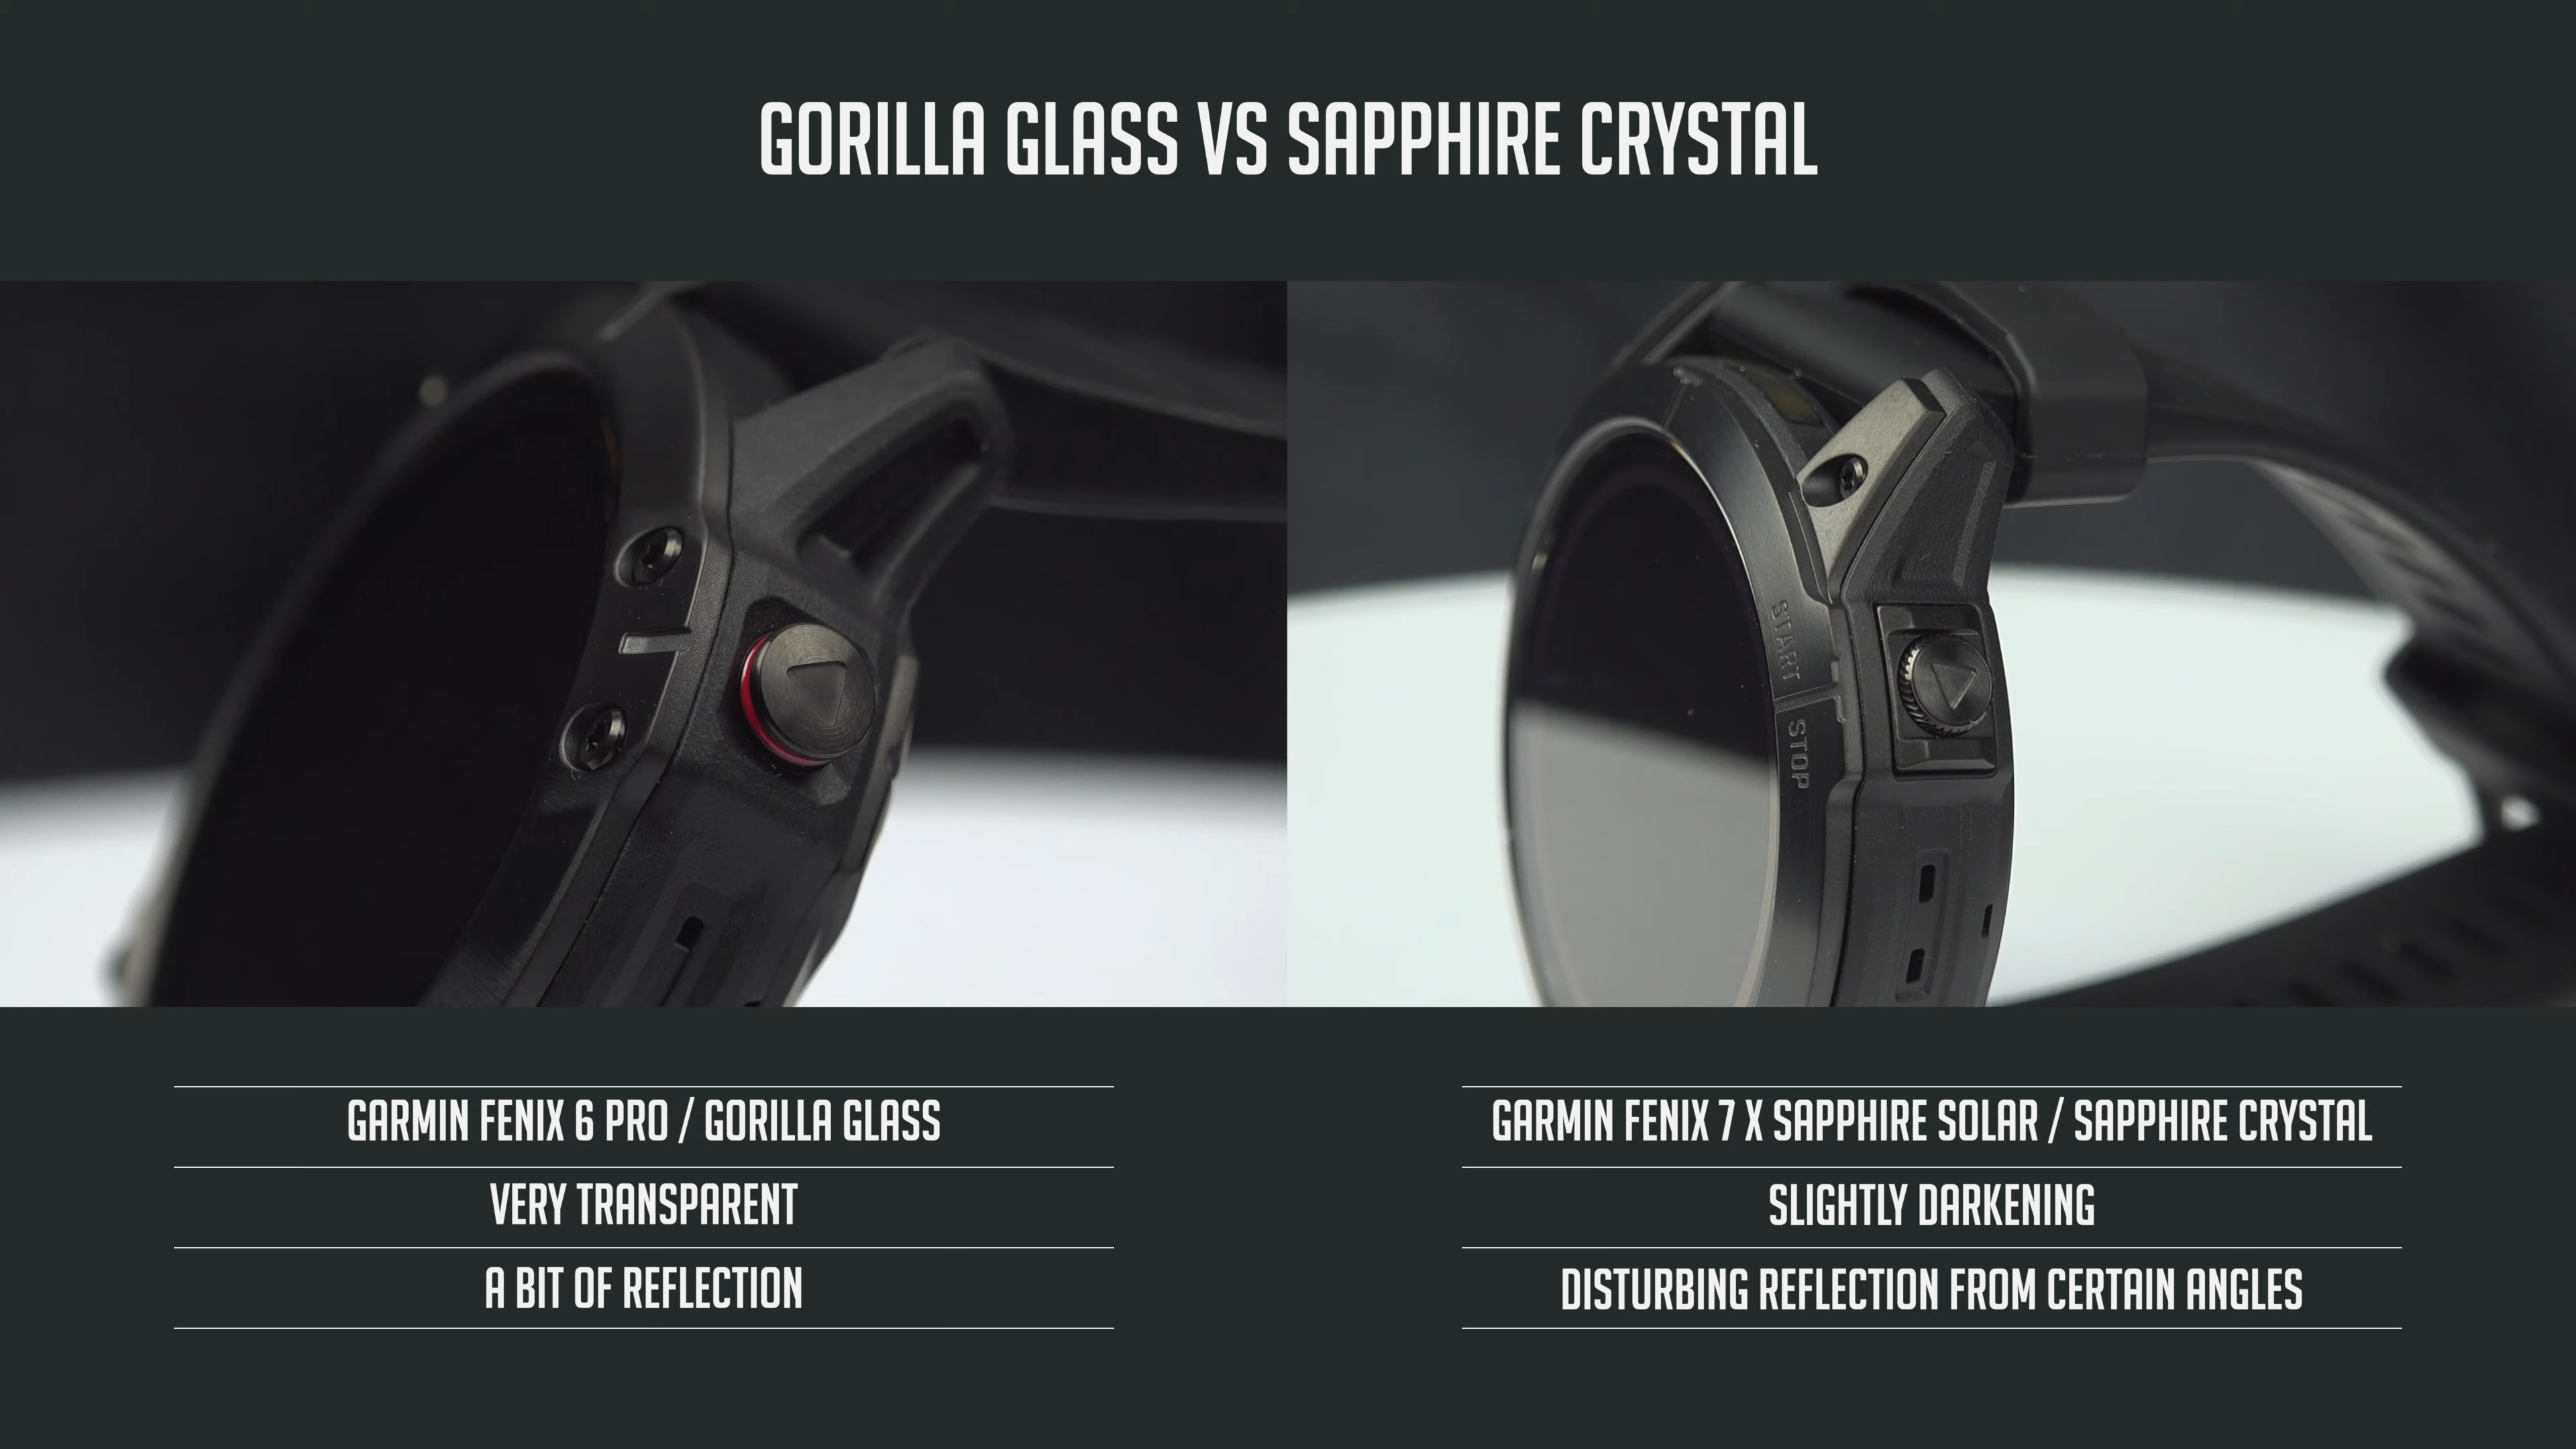 GORILLA GLASS VS SAPPHIRE CRYSTAL
START
STOP
GARMIN FENIX 6 PRO / GORILLA GLASS
VERY TRANSPARENT
A BIT OF REFLECTION
GARMIN FENIX 7 X SAPPHIRE SOLAR / SAPPHIRE CRYSTAL
SLIGHTLY DARKENING
DISTURBING REFLECTION FROM CERTAIN ANGLES